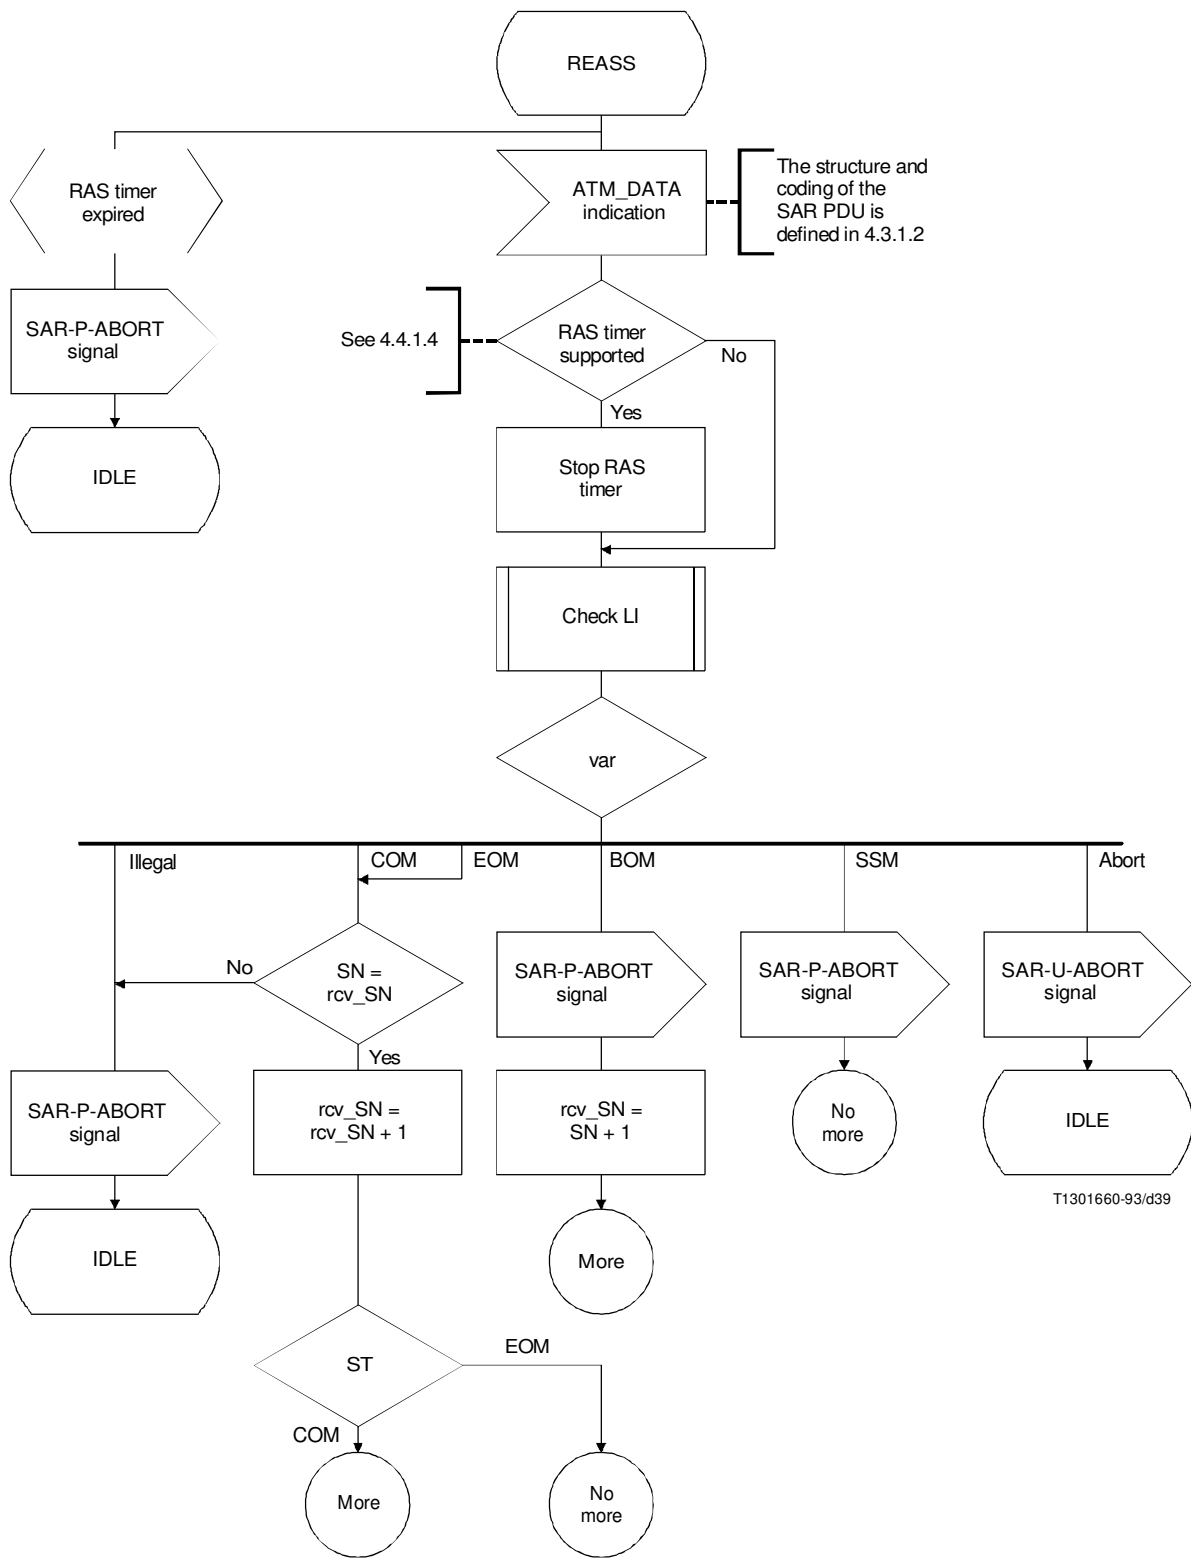 REASS
RAS timer
expired
ATM_DATA
indication
The structure and
coding of the
SAR PDU is
defined in 4.3.1.2
SAR-P-ABORT
signal
See 4.4.1.4
RAS timer
supported
No
Yes
IDLE
Stop RAS
timer
Check LI
var
Illegal
COM
EOM
BOM
SSM
Abort
No
SN =
rcv_SN
SAR-P-ABORT
signal
SAR-P-ABORT
signal
SAR-U-ABORT
signal
Yes
SAR-P-ABORT
signal
rcv_SN =
rcv_SN + 1
rcv_SN =
SN + 1
No
more
IDLE
T1301660-93/d39
IDLE
More
ST
EOM
COM
More
No
more